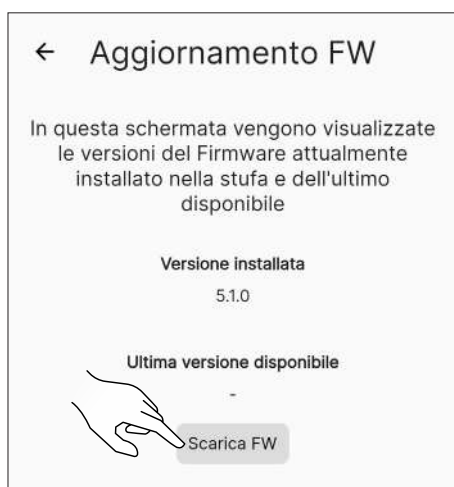 ← Aggiornamento FW
In questa schermata vengono visualizzate
le versioni del Firmware attualmente
installato nella stufa e dell'ultimo
disponibile
Versione installata
5.1.0
Ultima versione disponibile
-
Scarica FW